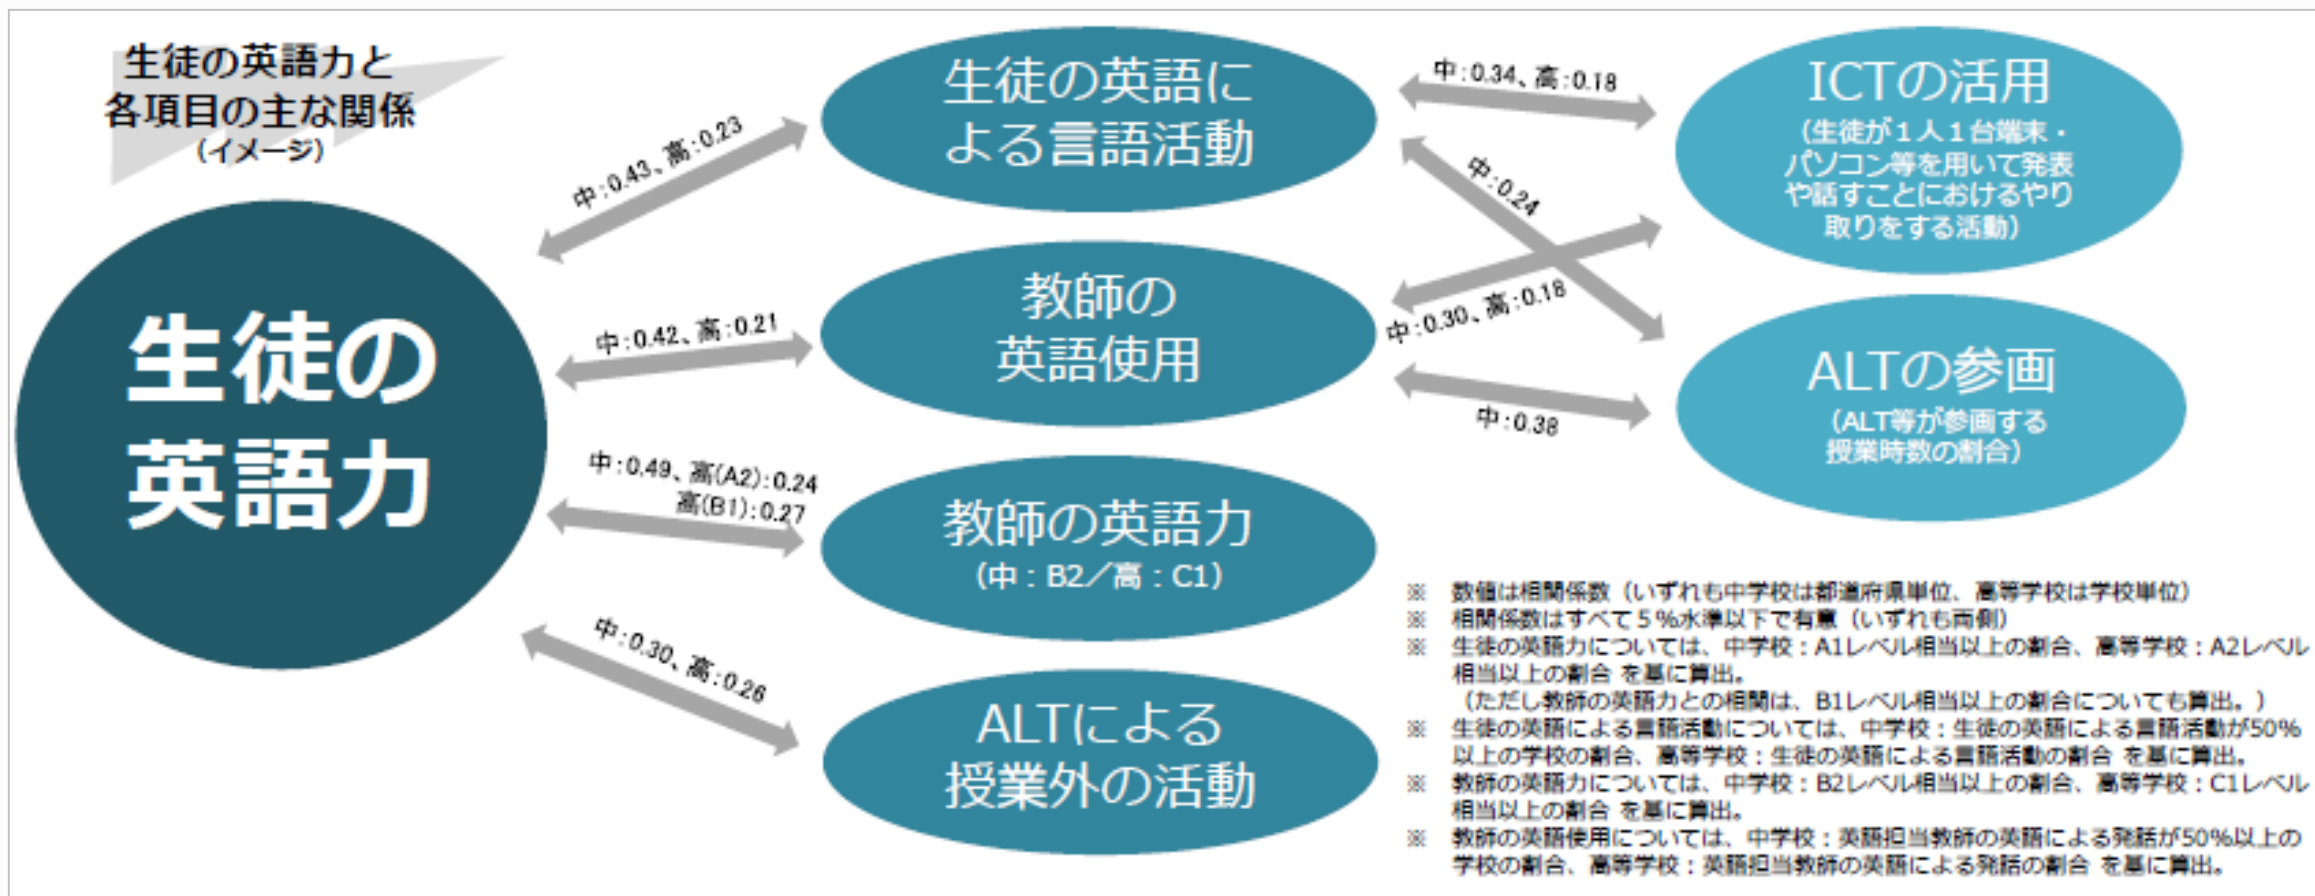 生徒の英語力と
各項目の主な関係
（イメージ）
生徒の
英語力
中:0.43、高:0.23
中:0.42、高:0.21
中:0.49、高(A2):0.24
高(B1):0.27
中:0.30、高:0.26
生徒の英語に
よる言語活動
教師の
英語使用
教師の英語力
（中：B2／高：C1）
ALTによる
授業外の活動
中:0.34、高:0.18
中:0.24
中:0.30、高:0.18
中:0.38
ICTの活用
（生徒が１人１台端末・
パソコン等を用いて発表
や話すことにおけるやり
取りをする活動）
ALTの参画
（ALT等が参画する
授業時数の割合）
※ 数値は相関係数（いずれも中学校は都道府県単位、高等学校は学校単位）
※ 相関係数はすべて５%水準以下で有意（いずれも両側）
※ 生徒の英語力については、中学校：A1レベル相当以上の割合、高等学校：A2レベル
相当以上の割合 を基に算出。
（ただし教師の英語力との相関は、B1レベル相当以上の割合についても算出。）
※ 生徒の英語による言語活動については、中学校：生徒の英語による言語活動が50%
以上の学校の割合、高等学校：生徒の英語による言語活動の割合 を基に算出。
※ 教師の英語力については、中学校：B2レベル相当以上の割合、高等学校：C1レベル
相当以上の割合 を基に算出。
※ 教師の英語使用については、中学校：英語担当教師の英語による発話が50%以上の
学校の割合、高等学校：英語担当教師の英語による発話の割合 を基に算出。